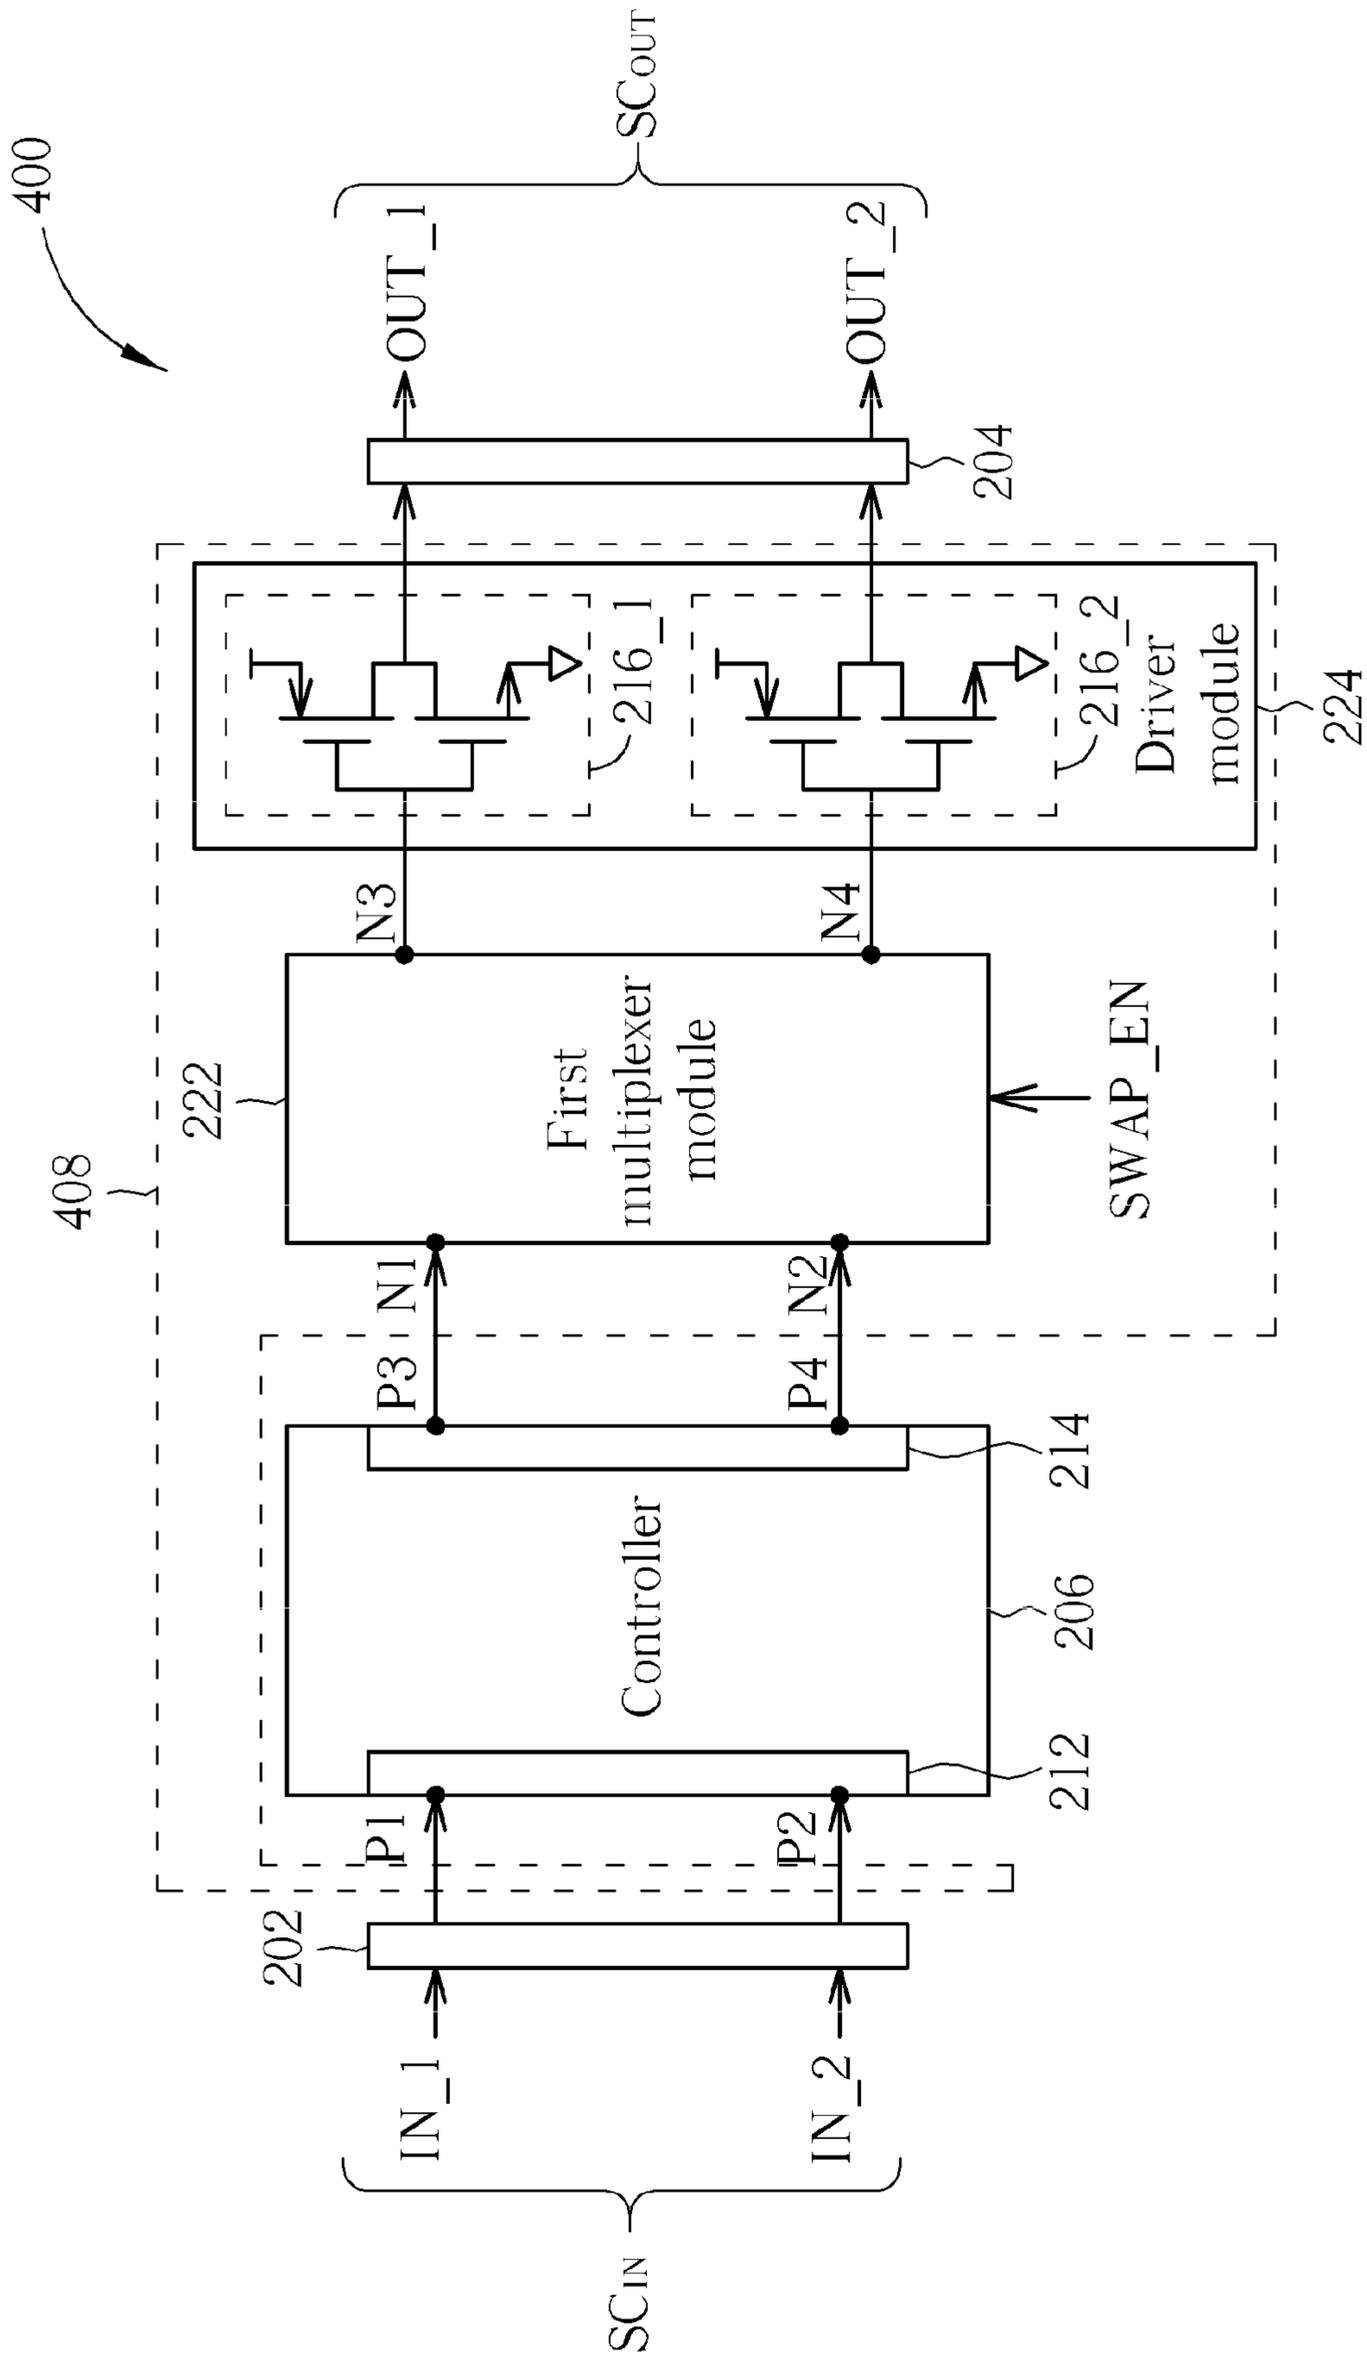 400
408
222
202
SCIN
IN_1
IN_2
P1
P2
212
Controller
206
214
P3
P4
N1
N2
First
multiplexer
module
SWAP_EN
N3
N4
216_1
216_2
Driver
module
224
204
OUT_1
OUT_2
SCOUT